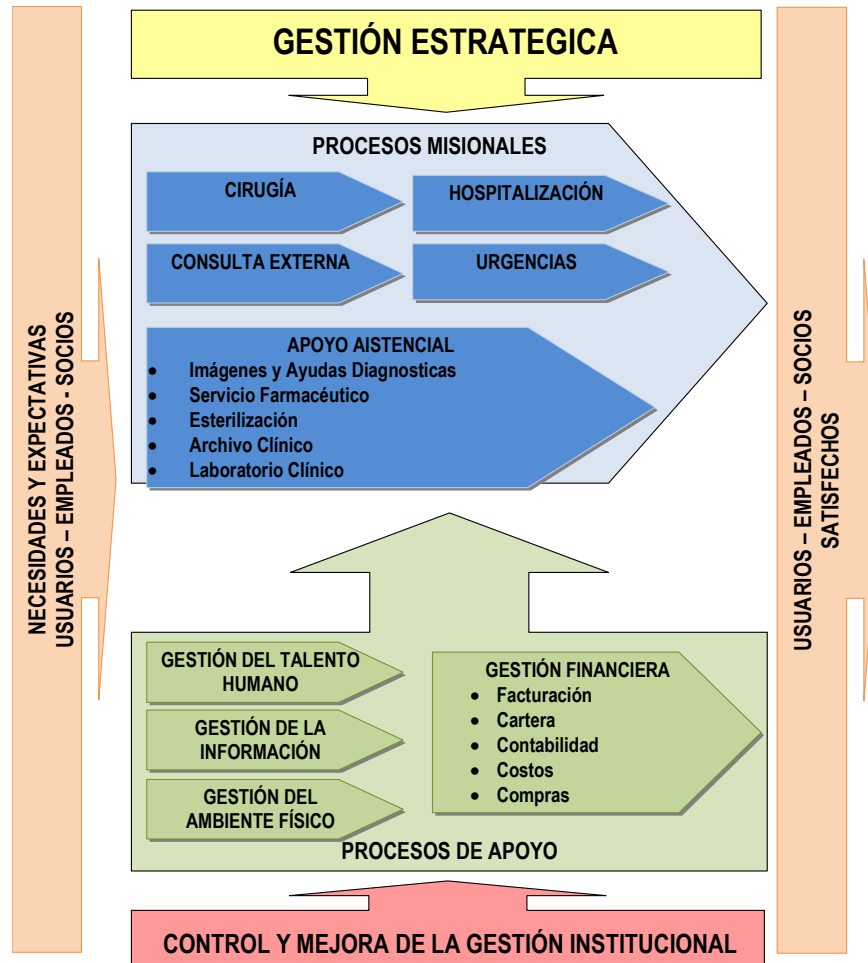 GESTIÓN ESTRATEGICA
NECESIDADES Y EXPECTATIVAS
USUARIOS – EMPLEADOS - SOCIOS
PROCESOS MISIONALES
CIRUGÍA
HOSPITALIZACIÓN
CONSULTA EXTERNA
URGENCIAS
APOYO AISTENCIAL
• Imágenes y Ayudas Diagnosticas
• Servicio Farmacéutico
• Esterilización
• Archivo Clínico
• Laboratorio Clínico
GESTIÓN DEL TALENTO
HUMANO
GESTIÓN DE LA
INFORMACIÓN
GESTIÓN DEL
AMBIENTE FÍSICO
GESTIÓN FINANCIERA
• Facturación
• Cartera
• Contabilidad
• Costos
• Compras
PROCESOS DE APOYO
USUARIOS – EMPLEADOS – SOCIOS
SATISFECHOS
CONTROL Y MEJORA DE LA GESTIÓN INSTITUCIONAL